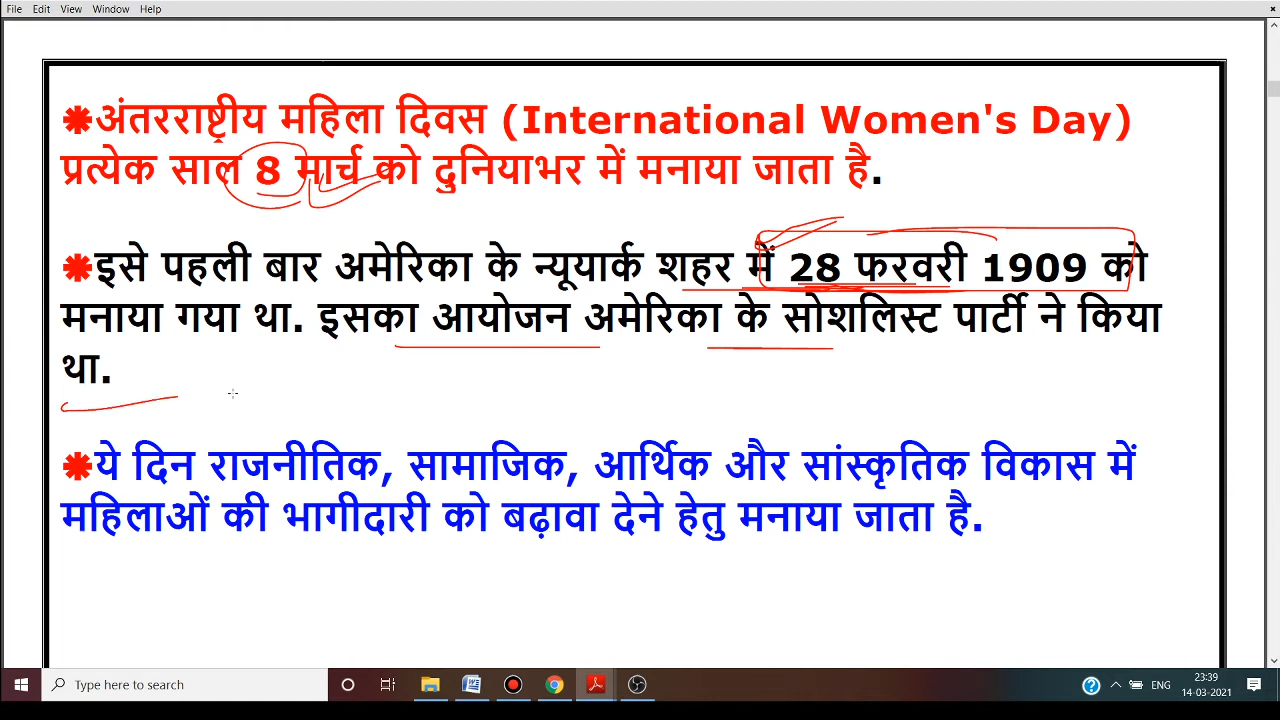 File Edit View Window Help
✱अंतरराष्ट्रीय महिला दिवस (International Women's Day)
प्रत्येक साल 8 मार्च को दुनियाभर में मनाया जाता है.
✱इसे पहली बार अमेरिका के न्यूयार्क शहर में 28 फरवरी 1909 को
मनाया गया था. इसका आयोजन अमेरिका के सोशलिस्ट पार्टी ने किया
था.
✱ये दिन राजनीतिक, सामाजिक, आर्थिक और सांस्कृतिक विकास में
महिलाओं की भागीदारी को बढ़ावा देने हेतु मनाया जाता है.
Type here to search
ENG
23:39
14-03-2021